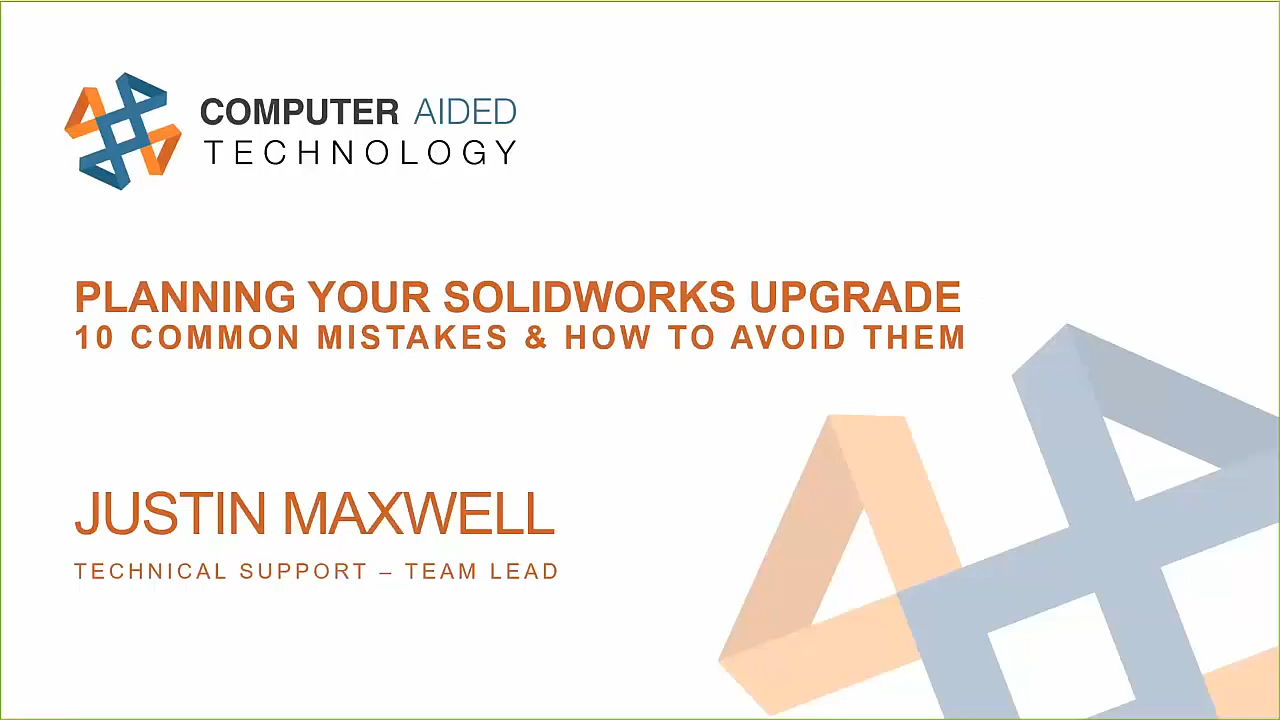 COMPUTER AIDED
TECHNOLOGY
PLANNING YOUR SOLIDWORKS UPGRADE
10 COMMON MISTAKES & HOW TO AVOID THEM
JUSTIN MAXWELL
TECHNICAL SUPPORT – TEAM LEAD